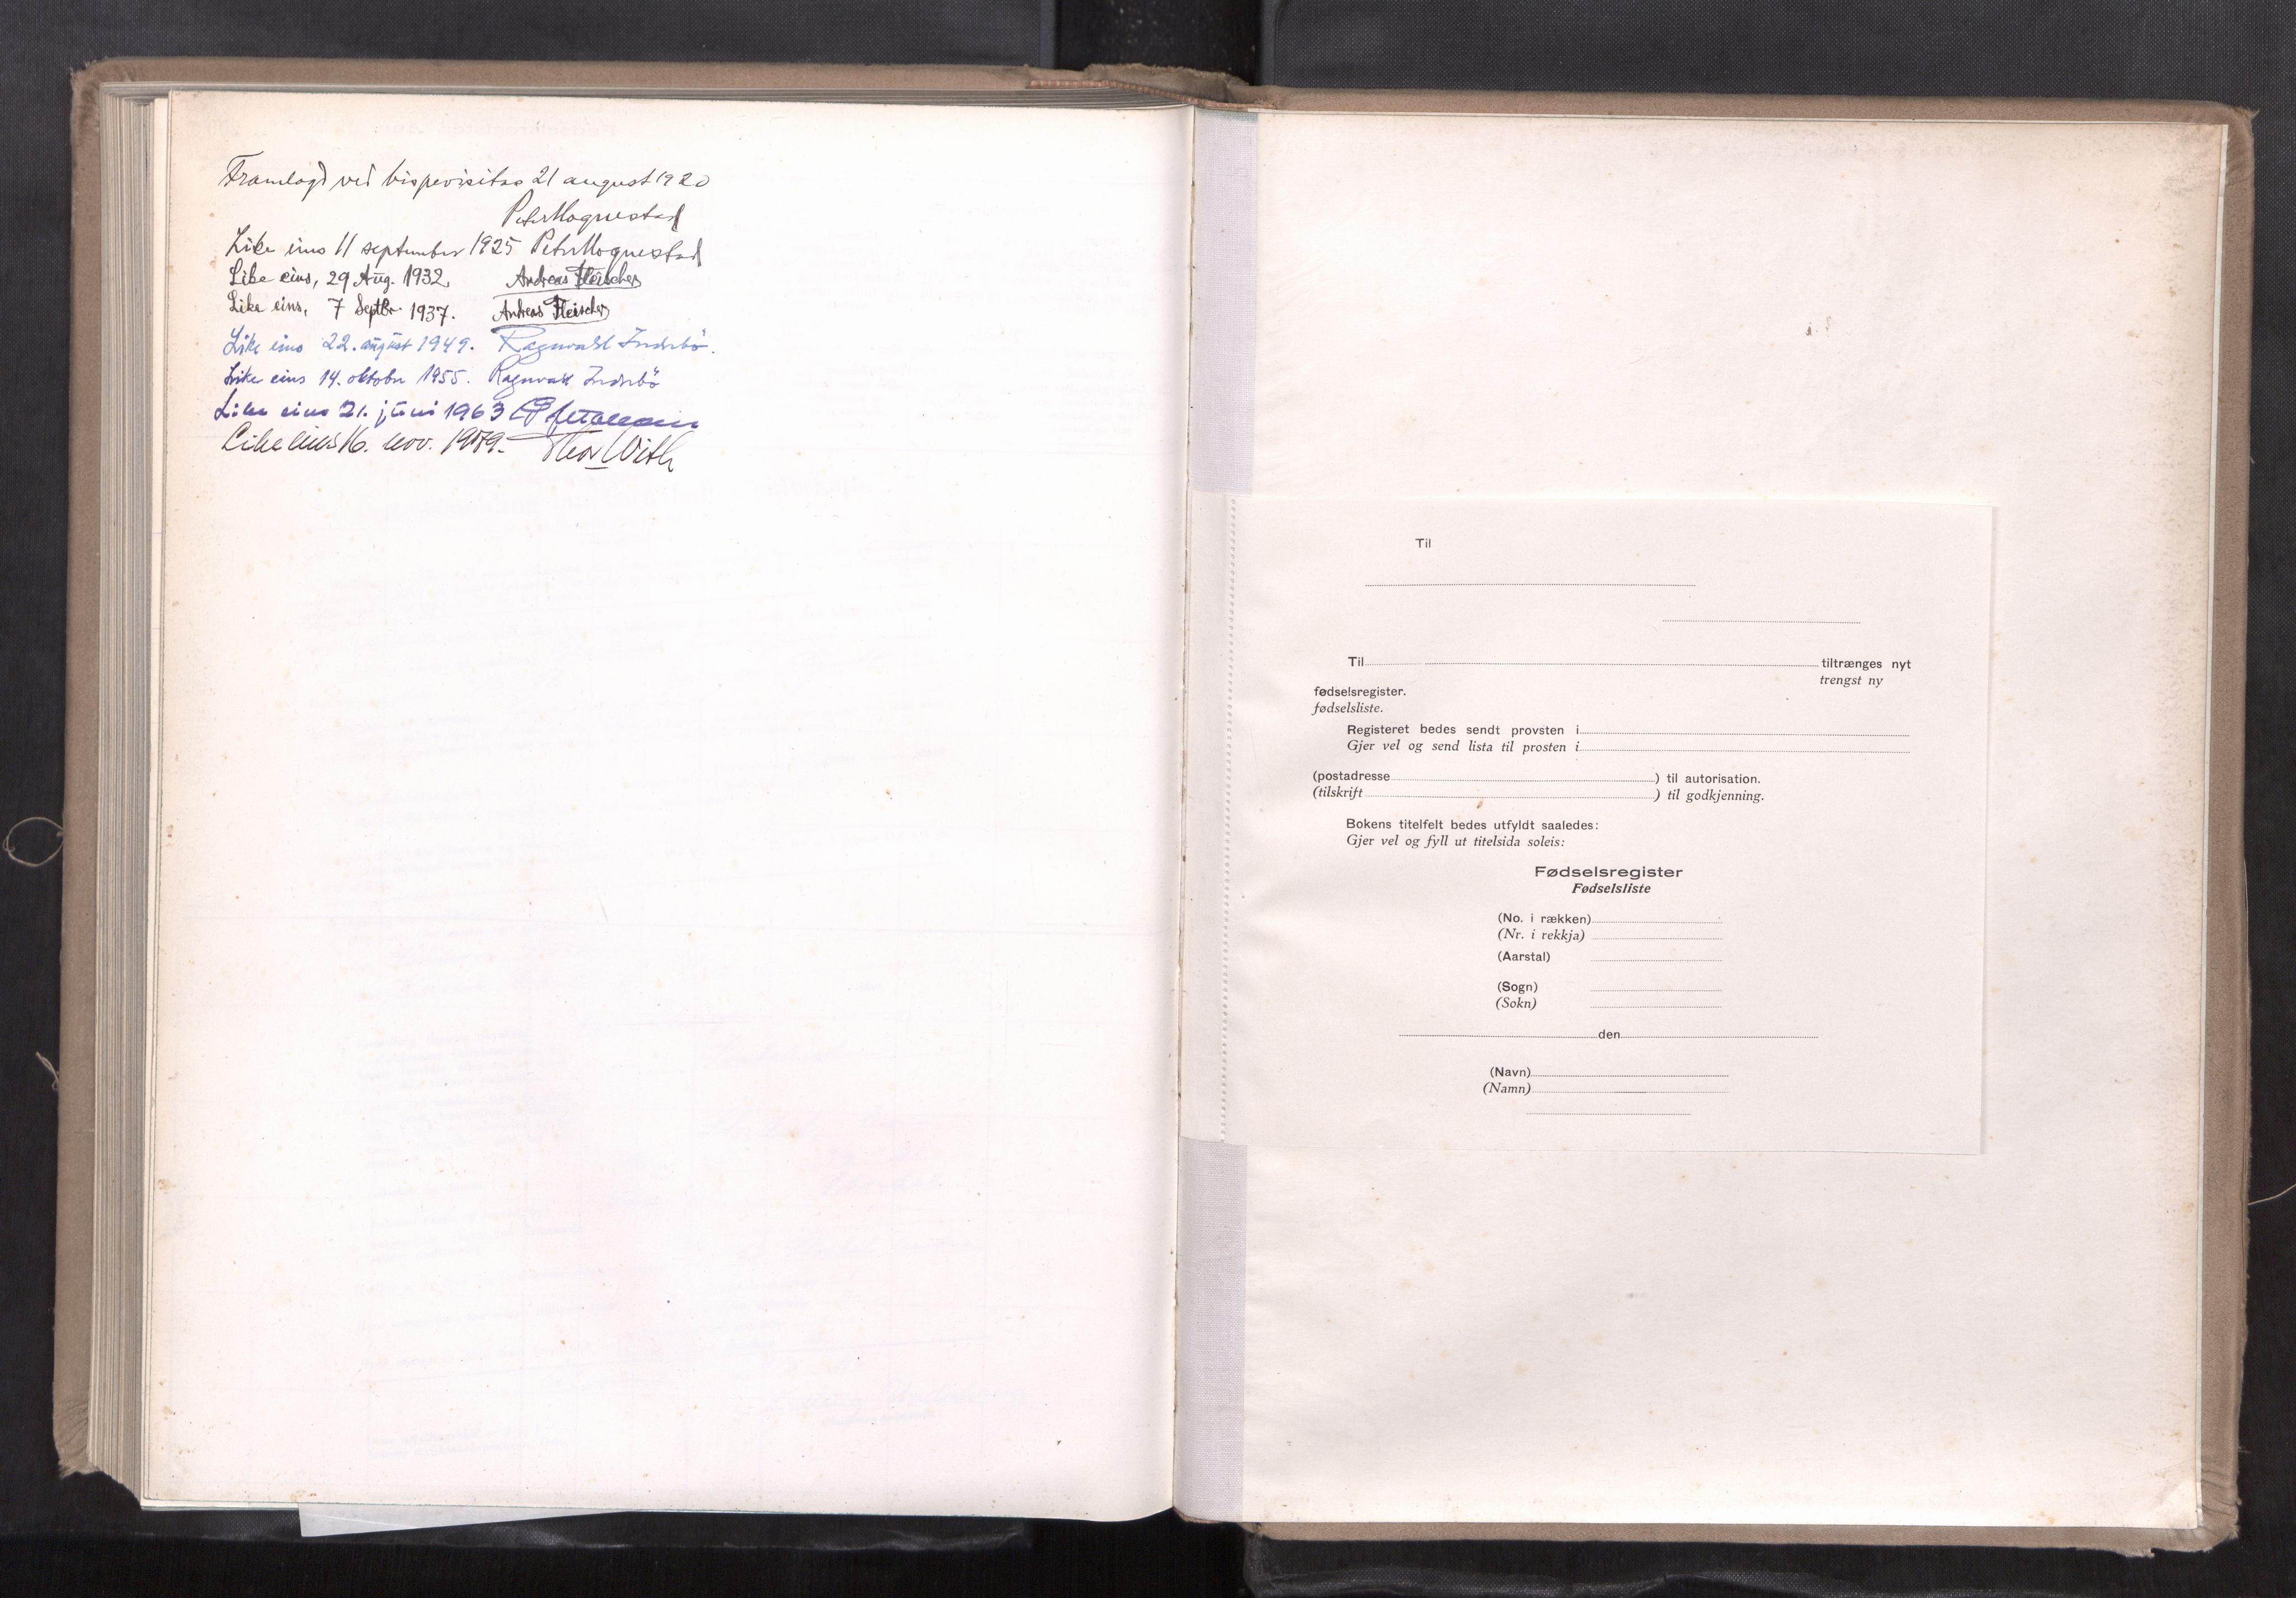 Framlagd ved bispevisitas 21 august 1920
Peter Hognestad
Like eins 11 september 1925 Peter Hognestad
Like eins, 29 Aug. 1932. Andreas Fleischer
Like eins, 7 Septbr. 1937. Andreas Fleischer
Like eins 22. august 1949. Ragnvald Indrebö.
Like eins 14. oktober 1955. Ragnvald Indrebö
Like eins 21. juni 1963
Like eins 16. nov. 1979. Thor With
Til
Til tiltrænges nyt
trengst ny
fødselsregister.
fødselsliste.
Registeret bedes sendt provsten i
Gjer vel og send lista til prosten i
(postadresse ) til autorisation.
(tilskrift ) til godkjenning.
Bokens titelfelt bedes utfyldt saaledes:
Gjer vel og fyll ut titelsida soleis:
Fødselsregister
Fødselsliste
(No. i rækken)
(Nr. i rekkja)
(Aarstal)
(Sogn)
(Sokn)
den
(Navn)
(Namn)